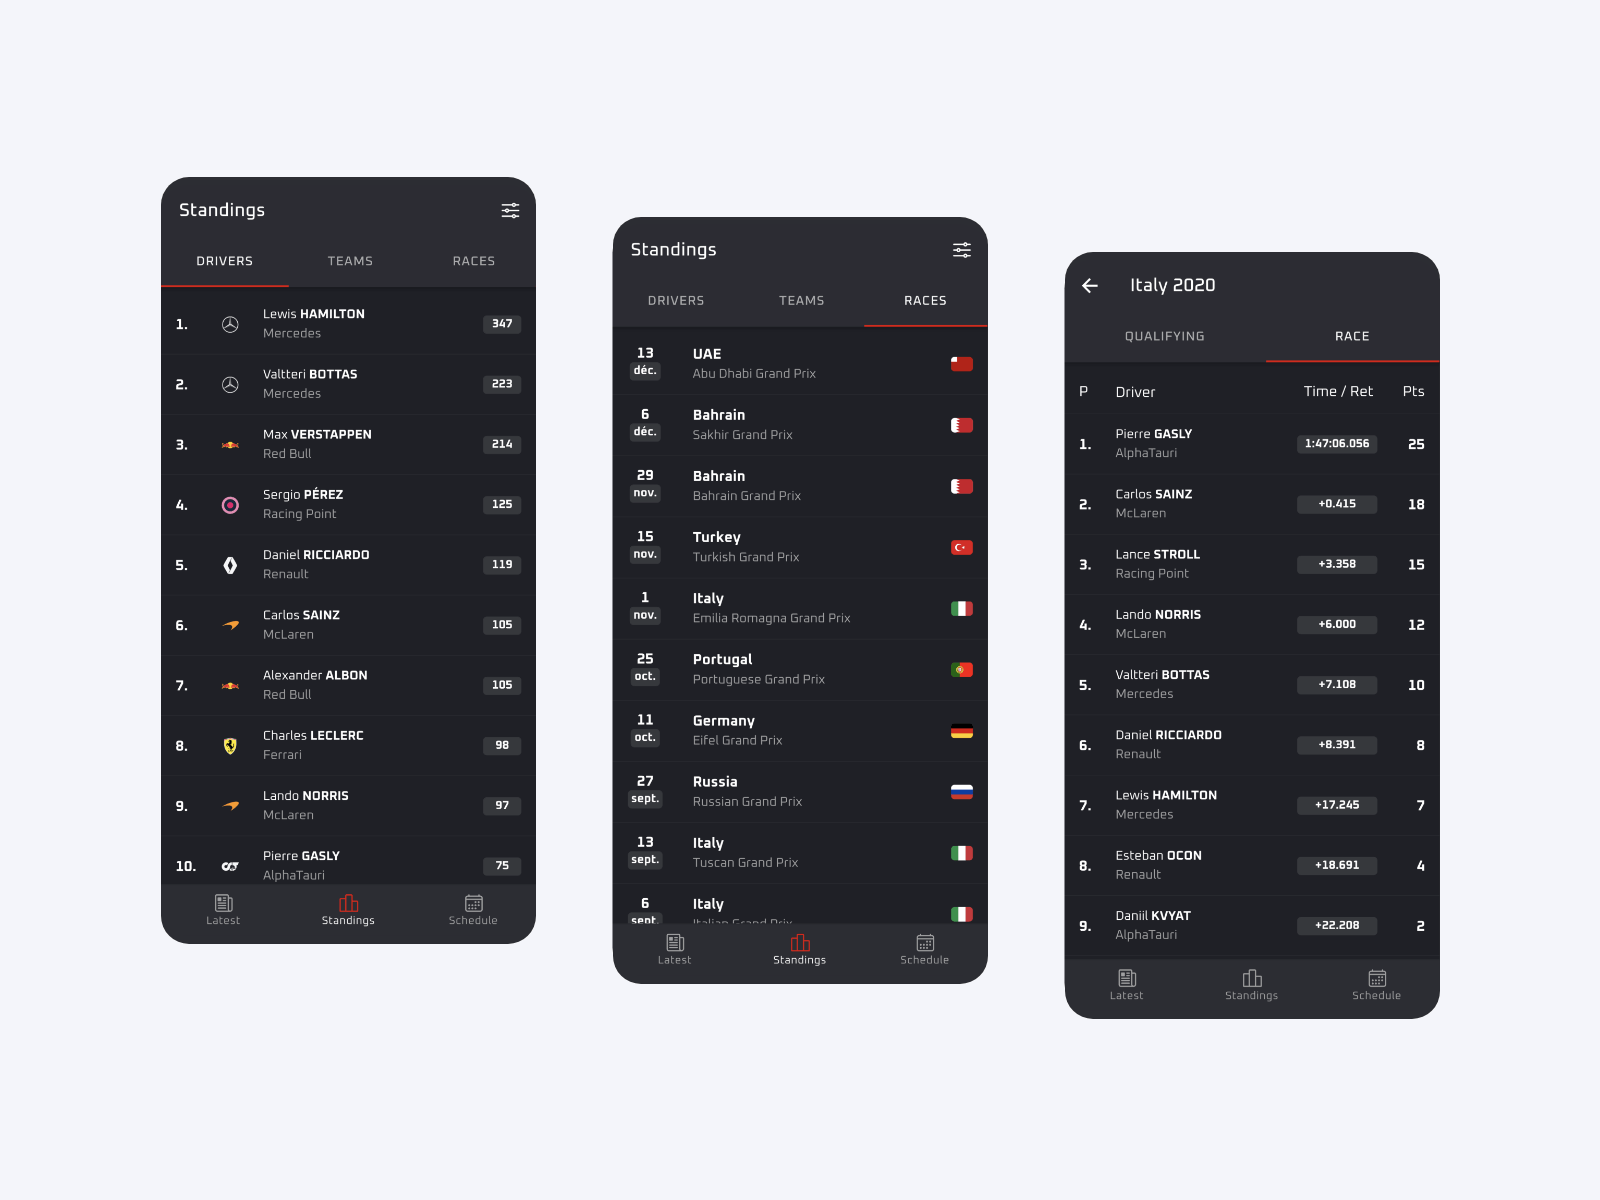 Standings
DRIVERS TEAMS RACES
1. Lewis HAMILTON 347
Mercedes
2. Valtteri BOTTAS 223
Mercedes
3. Max VERSTAPPEN 214
Red Bull
4. Sergio PÉREZ 125
Racing Point
5. Daniel RICCIARDO 119
Renault
6. Carlos SAINZ 105
McLaren
7. Alexander ALBON 105
Red Bull
8. Charles LECLERC 98
Ferrari
9. Lando NORRIS 97
McLaren
10. Pierre GASLY 75
AlphaTauri
Latest Standings Schedule
Standings
DRIVERS TEAMS RACES
13 UAE
déc. Abu Dhabi Grand Prix
6 Bahrain
déc. Sakhir Grand Prix
29 Bahrain
nov. Bahrain Grand Prix
15 Turkey
nov. Turkish Grand Prix
1 Italy
nov. Emilia Romagna Grand Prix
25 Portugal
oct. Portuguese Grand Prix
11 Germany
oct. Eifel Grand Prix
27 Russia
sept. Russian Grand Prix
13 Italy
sept. Tuscan Grand Prix
6 Italy
sept. Italian Grand Prix
Latest Standings Schedule
Italy 2020
QUALIFYING RACE
P Driver Time / Ret Pts
1. Pierre GASLY 1:47:06.056 25
AlphaTauri
2. Carlos SAINZ +0.415 18
McLaren
3. Lance STROLL +3.358 15
Racing Point
4. Lando NORRIS +6.000 12
McLaren
5. Valtteri BOTTAS +7.108 10
Mercedes
6. Daniel RICCIARDO +8.391 8
Renault
7. Lewis HAMILTON +17.245 7
Mercedes
8. Esteban OCON +18.691 4
Renault
9. Daniil KVYAT +22.208 2
AlphaTauri
Latest Standings Schedule